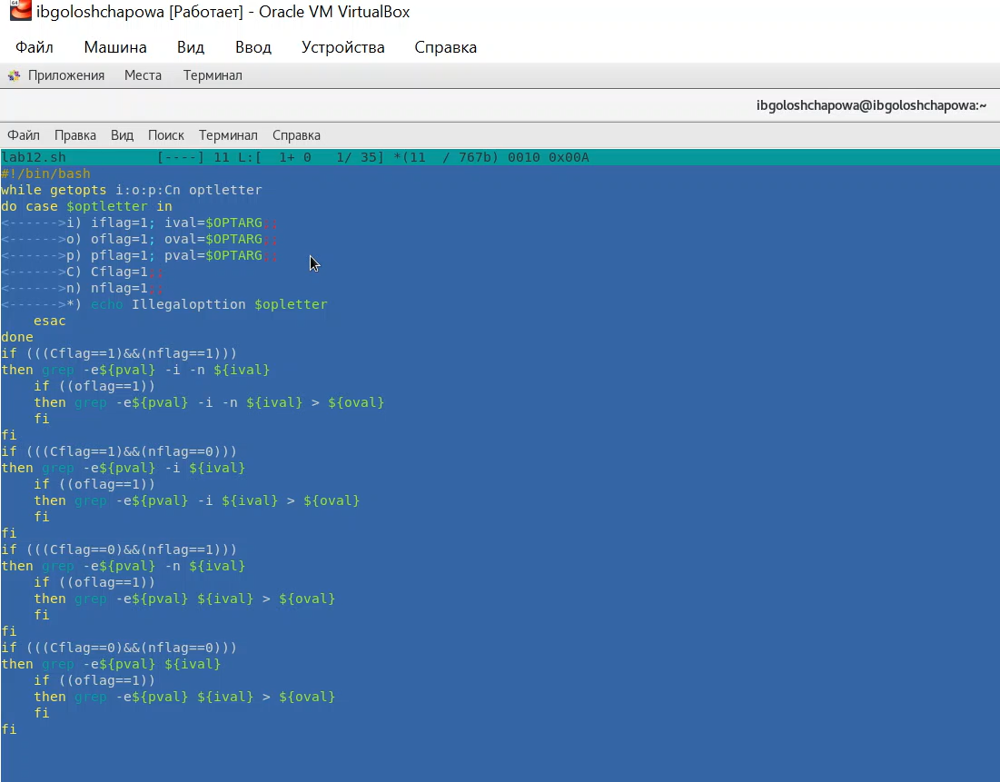 ibgoloshchapowa [Работает] - Oracle VM VirtualBox
Файл Машина Вид Ввод Устройства Справка
Приложения Места Терминал
ibgoloshchapowa@ibgoloshchapowa:~
Файл Правка Вид Поиск Терминал Справка
lab12.sh [----] 11 L:[ 1+ 0 1/ 35] *(11 / 767b) 0010 0x00A
#!/bin/bash
while getopts i:o:p:Cn optletter
do case $optletter in
<------>i) iflag=1; ival=$OPTARG;;
<------>o) oflag=1; oval=$OPTARG;;
<------>p) pflag=1; pval=$OPTARG;;
<------>C) Cflag=1;;
<------>n) nflag=1;;
<------>*) echo Illegalopttion $opletter
    esac
done
if (((Cflag==1)&&(nflag==1)))
then grep -e${pval} -i -n ${ival}
    if ((oflag==1))
    then grep -e${pval} -i -n ${ival} > ${oval}
    fi
fi
if (((Cflag==1)&&(nflag==0)))
then grep -e${pval} -i ${ival}
    if ((oflag==1))
    then grep -e${pval} -i ${ival} > ${oval}
    fi
fi
if (((Cflag==0)&&(nflag==1)))
then grep -e${pval} -n ${ival}
    if ((oflag==1))
    then grep -e${pval} ${ival} > ${oval}
    fi
fi
if (((Cflag==0)&&(nflag==0)))
then grep -e${pval} ${ival}
    if ((oflag==1))
    then grep -e${pval} ${ival} > ${oval}
    fi
fi